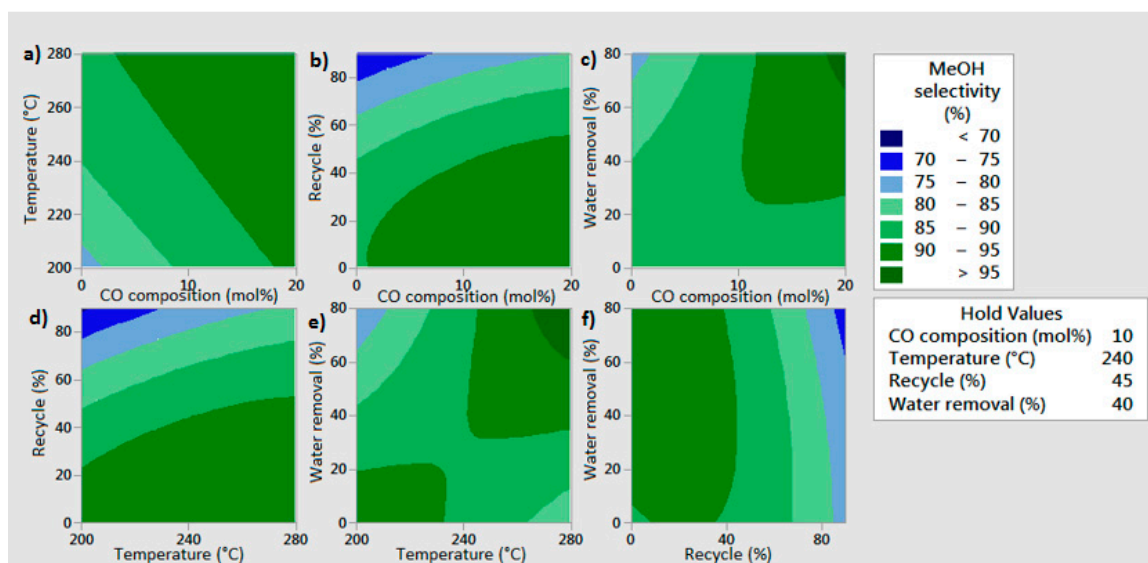 a)
Temperature (°C)
280
260
240
220
200
0
10
20
CO composition (mol%)
b)
Recycle (%)
80
60
40
20
0
0
10
20
CO composition (mol%)
c)
Water removal (%)
80
60
40
20
0
0
10
20
CO composition (mol%)
MeOH
selectivity
(%)
< 70
70 – 75
75 – 80
80 – 85
85 – 90
90 – 95
> 95
d)
Recycle (%)
80
60
40
20
0
200
240
280
Temperature (°C)
e)
Water removal (%)
80
60
40
20
0
200
240
280
Temperature (°C)
f)
Water removal (%)
80
60
40
20
0
0
40
80
Recycle (%)
Hold Values
CO composition (mol%) 10
Temperature (°C) 240
Recycle (%) 45
Water removal (%) 40